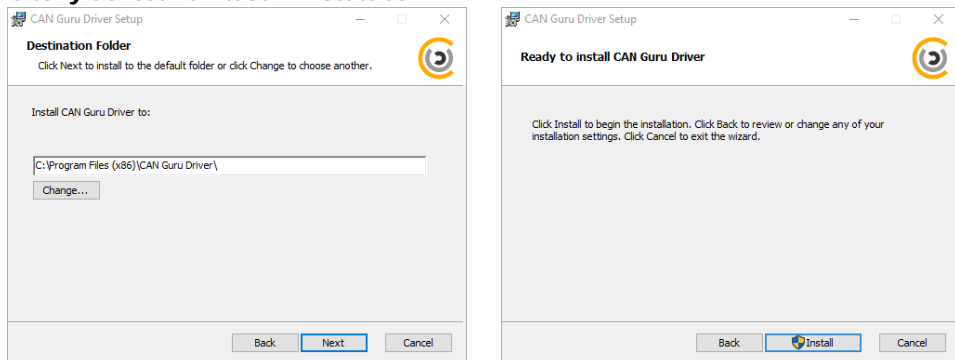 CAN Guru Driver Setup
Destination Folder
Click Next to install to the default folder or click Change to choose another.
Install CAN Guru Driver to:
C:\Program Files (x86)\CAN Guru Driver\
Change...
Back Next Cancel
CAN Guru Driver Setup
Ready to install CAN Guru Driver
Click Install to begin the installation. Click Back to review or change any of your
installation settings. Click Cancel to exit the wizard.
Back Install Cancel